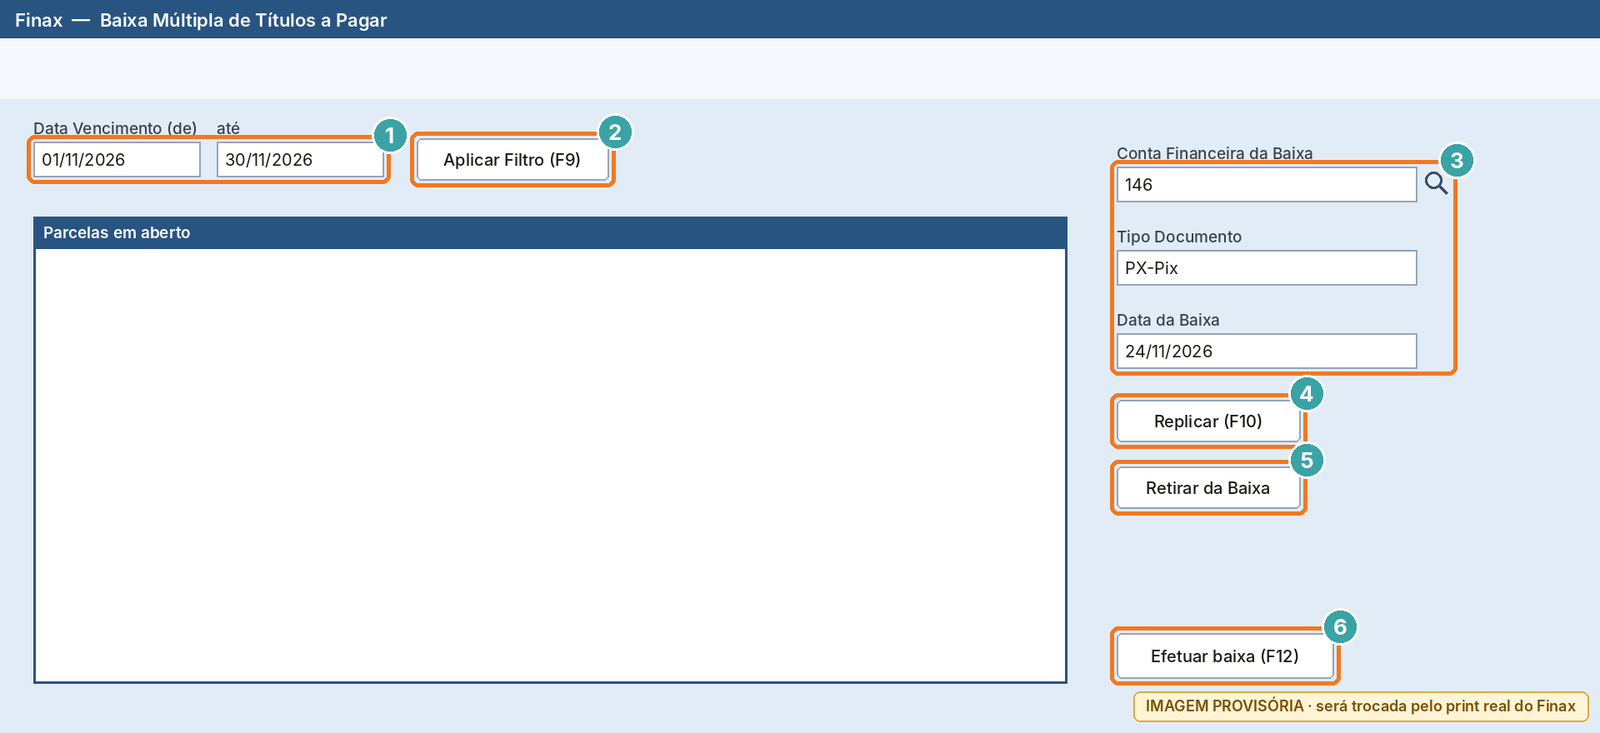 Finax — Baixa Múltipla de Títulos a Pagar
Data Vencimento (de) até
01/11/2026 30/11/2026 1
Aplicar Filtro (F9) 2
Parcelas em aberto
Conta Financeira da Baixa 3
146
Tipo Documento
PX-Pix
Data da Baixa
24/11/2026
Replicar (F10) 4
Retirar da Baixa 5
Efetuar baixa (F12) 6
IMAGEM PROVISÓRIA · será trocada pelo print real do Finax